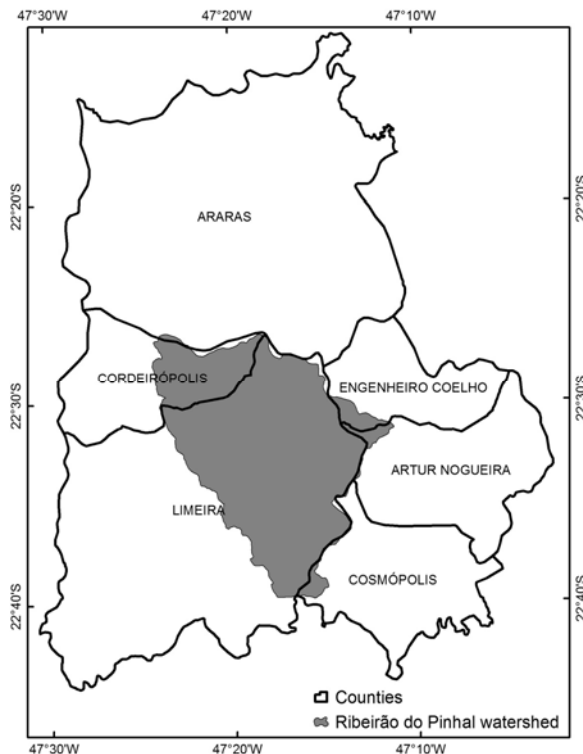 47°30'W 47°20'W 47°10'W
22°20'S 22°20'S
ARARAS
CORDEIRÓPOLIS
ENGENHEIRO COELHO
22°30'S 22°30'S
ARTUR NOGUEIRA
LIMEIRA
COSMÓPOLIS
22°40'S 22°40'S
Counties
Ribeirão do Pinhal watershed
47°30'W 47°20'W 47°10'W